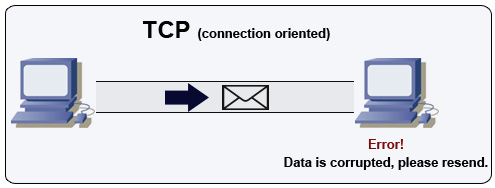 TCP (connection oriented)
Error!
Data is corrupted, please resend.